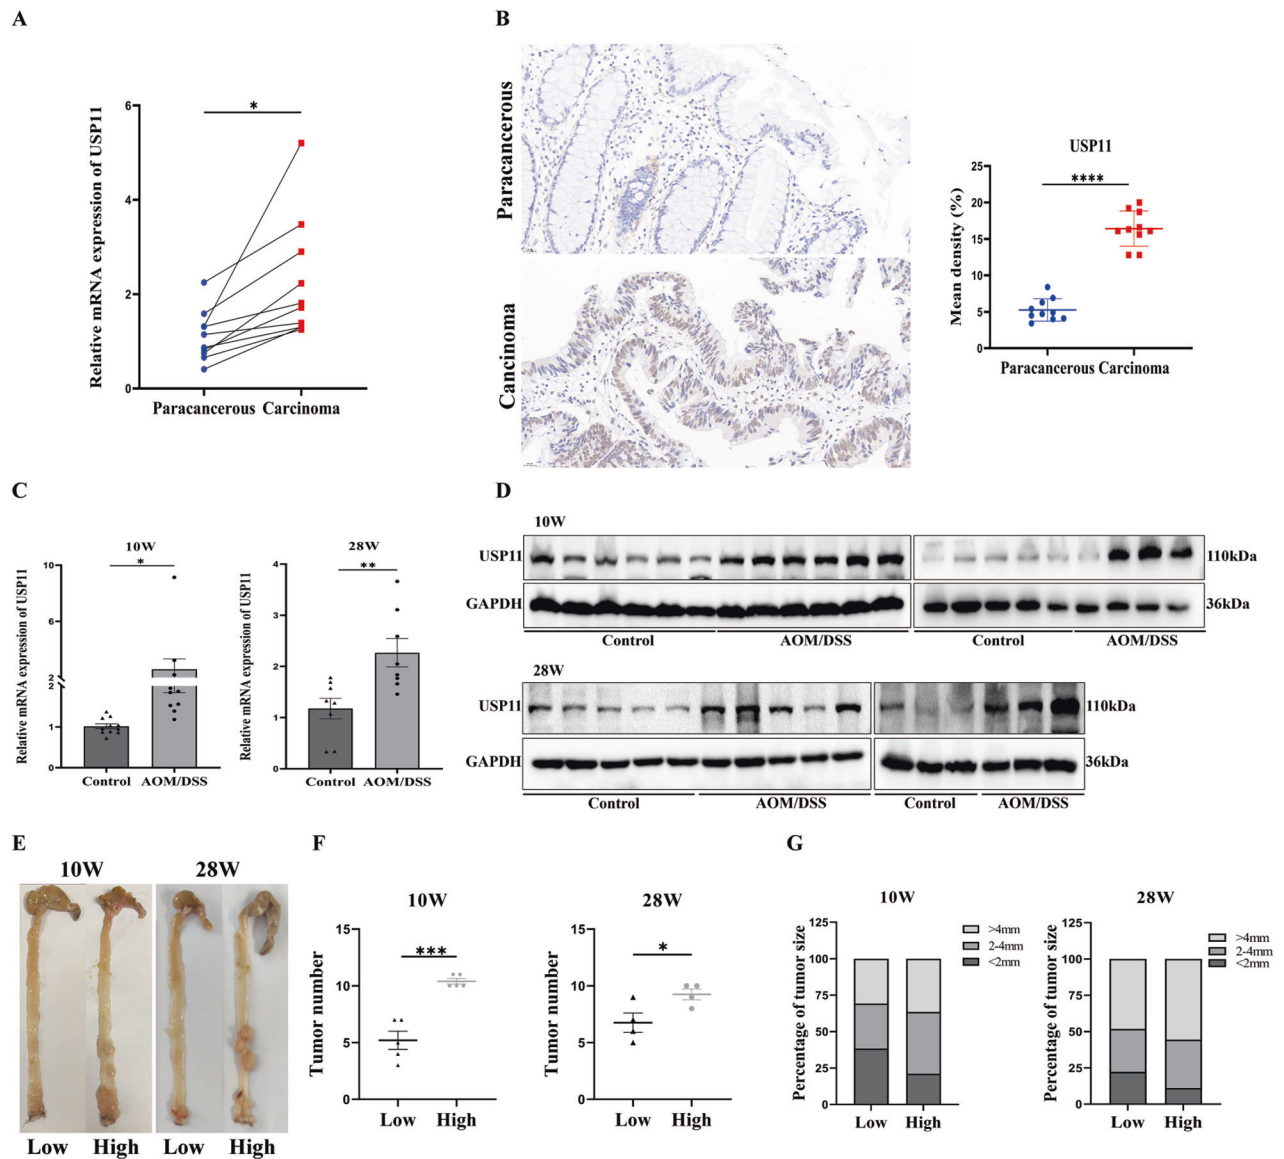 A
Relative mRNA expression of USP11
6
4
2
0
*
Paracancerous Carcinoma
B
Paracancerous
Cancinoma
USP11
Mean density (%)
25
20
15
10
5
0
****
Paracancerous Carcinoma
C
10W
Relative mRNA expression of USP11
10
6
2
2
1
0
*
Control AOM/DSS
28W
Relative mRNA expression of USP11
4
3
2
1
0
**
Control AOM/DSS
D
10W
USP11
110kDa
GAPDH
36kDa
Control AOM/DSS Control AOM/DSS
28W
USP11
110kDa
GAPDH
36kDa
Control AOM/DSS Control AOM/DSS
E
10W 28W
Low High Low High
F
10W
Tumor number
15
10
5
0
***
Low High
28W
Tumor number
15
10
5
0
*
Low High
G
10W
Percentage of tumor size
125
100
75
50
25
0
>4mm
2-4mm
<2mm
Low High
28W
Percentage of tumor size
125
100
75
50
25
0
>4mm
2-4mm
<2mm
Low High